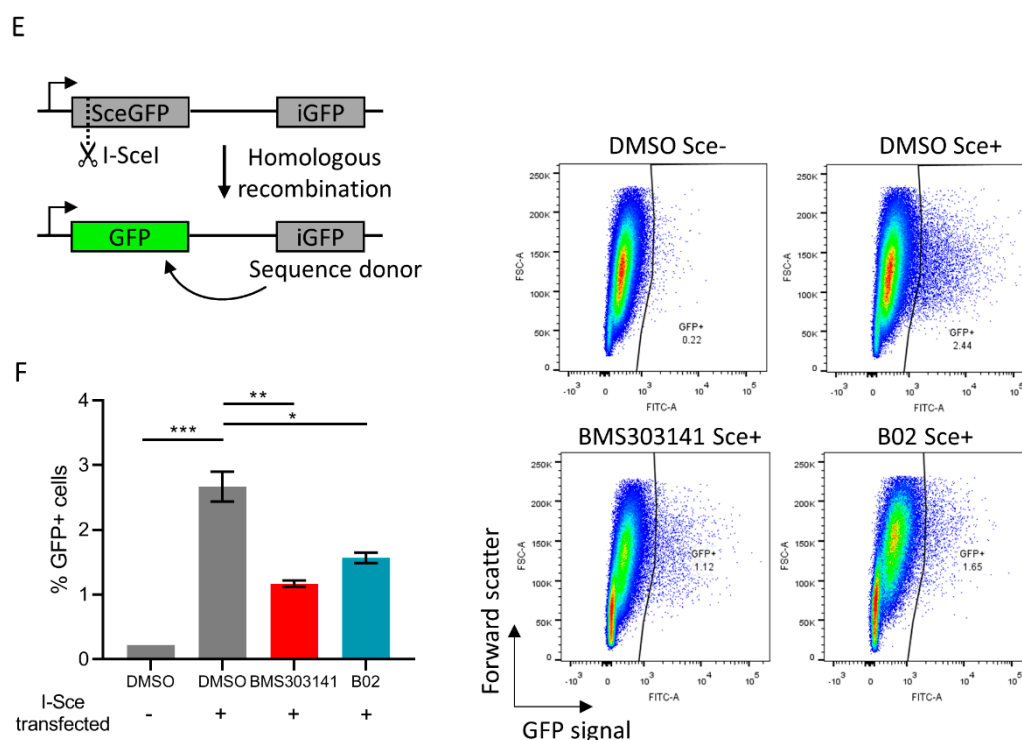 E
SceGFP
iGFP
I-SceI
Homologous
recombination
GFP
iGFP
Sequence donor
DMSO Sce-
250K
200K
150K
100K
50K
0
FSC-A
GFP+
0.22
-10³ 0 10³ 10⁴ 10⁵
FITC-A
DMSO Sce+
250K
200K
150K
100K
50K
0
FSC-A
GFP+
2.44
-10³ 0 10³ 10⁴ 10⁵
FITC-A
BMS303141 Sce+
250K
200K
150K
100K
50K
0
FSC-A
GFP+
1.12
-10³ 0 10³ 10⁴ 10⁵
FITC-A
B02 Sce+
250K
200K
150K
100K
50K
0
FSC-A
GFP+
1.65
-10³ 0 10³ 10⁴ 10⁵
FITC-A
Forward scatter
GFP signal
F
% GFP+ cells
4
3
2
1
0
***
**
*
DMSO DMSO BMS303141 B02
I-Sce
transfected
- + + +